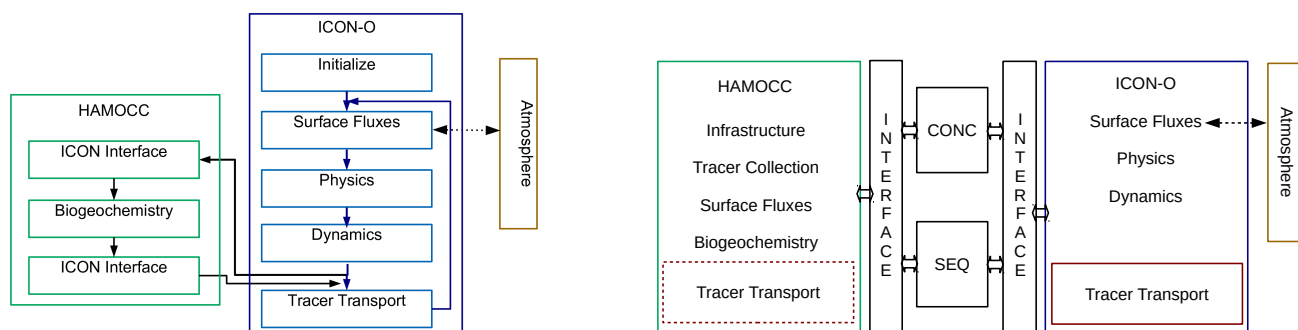 ICON-O
Initialize
Surface Fluxes
Physics
Dynamics
Tracer Transport
HAMOCC
ICON Interface
Biogeochemistry
ICON Interface
Atmosphere
HAMOCC
Infrastructure
Tracer Collection
Surface Fluxes
Biogeochemistry
Tracer Transport
INTERFACE
CONC
SEQ
INTERFACE
ICON-O
Surface Fluxes
Physics
Dynamics
Tracer Transport
Atmosphere